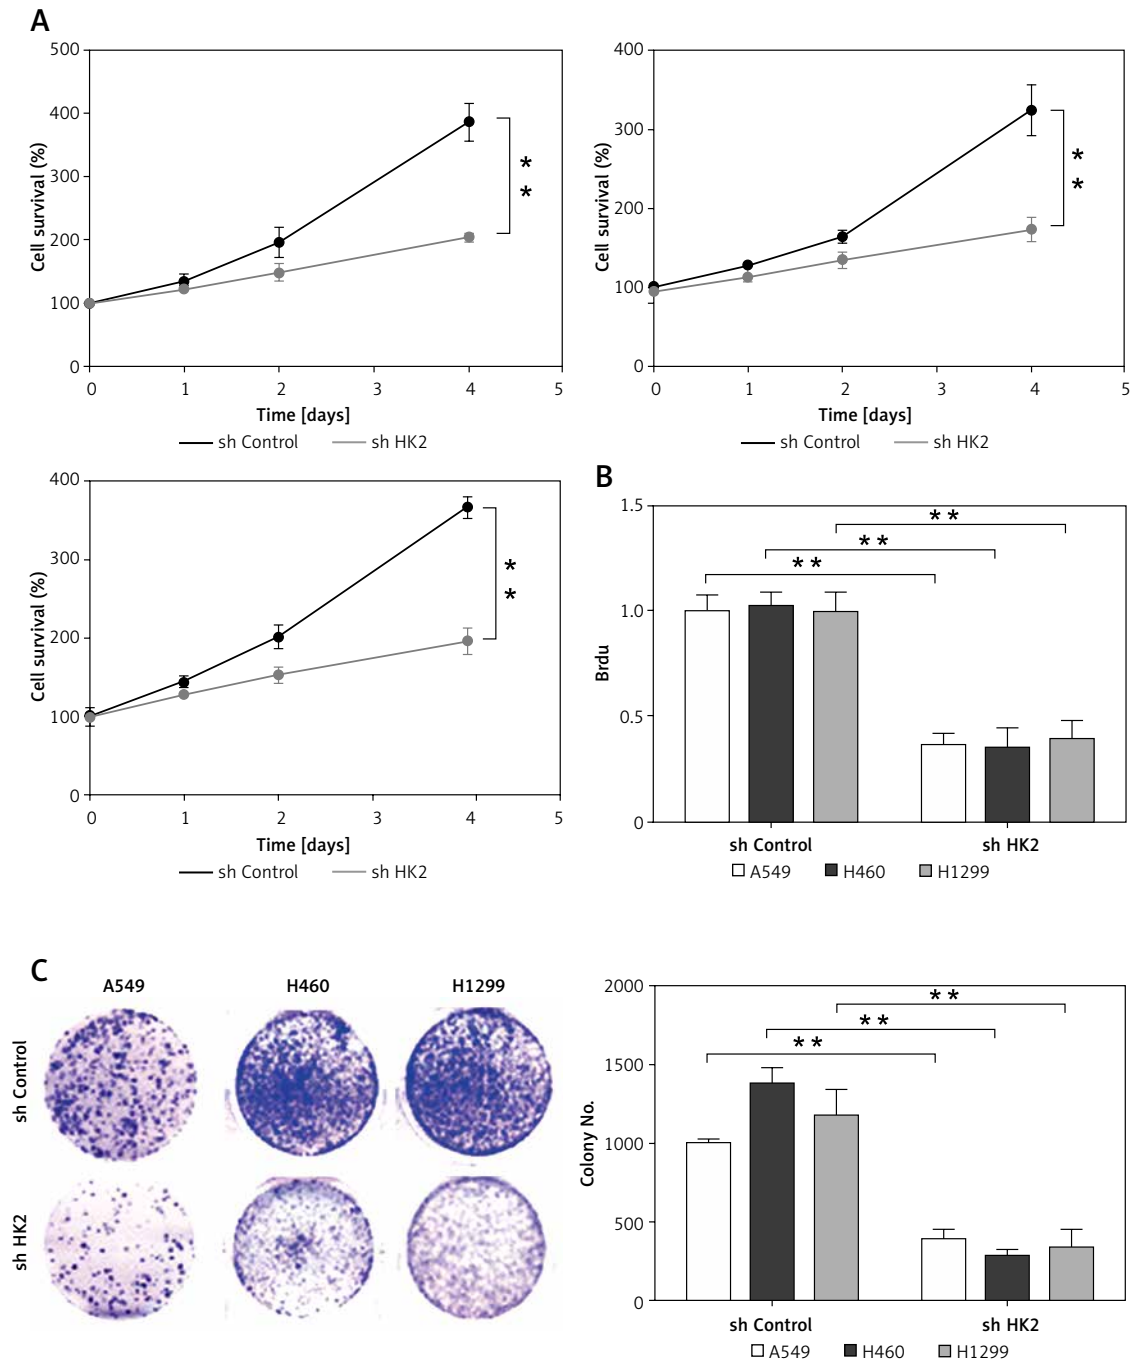 A
500
400
300
200
100
0
Cell survival (%)
0 1 2 3 4 5
Time [days]
sh Control sh HK2
* *
400
300
200
100
0
Cell survival (%)
0 1 2 3 4 5
Time [days]
sh Control sh HK2
* *
400
300
200
100
0
Cell survival (%)
0 1 2 3 4 5
Time [days]
sh Control sh HK2
* *
B
1.5
1.0
0.5
0
Brdu
* *
* *
* *
sh Control sh HK2
A549 H460 H1299
C
A549 H460 H1299
sh Control
sh HK2
2000
1500
1000
500
0
Colony No.
* *
* *
* *
sh Control sh HK2
A549 H460 H1299